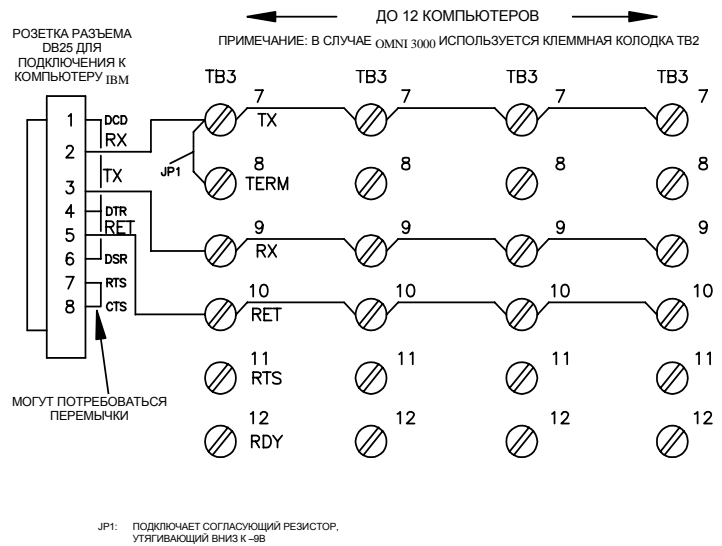 ДО 12 КОМПЬЮТЕРОВ
РОЗЕТКА РАЗЪЕМА
DB25 ДЛЯ
ПОДКЛЮЧЕНИЯ К
КОМПЬЮТЕРУ IBM
ПРИМЕЧАНИЕ: В СЛУЧАЕ OMNI 3000 ИСПОЛЬЗУЕТСЯ КЛЕММНАЯ КОЛОДКА TB2
TB3 TB3 TB3 TB3
7 7 7 7
TX
1 DCD
RX
2
JP1
8 8 8 8
TERM
TX
3
4 DTR
RET
5
6 DSR
7 RTS
8 CTS
9 9 9 9
RX
10 10 10 10
RET
11 11 11 11
RTS
12 12 12 12
RDY
МОГУТ ПОТРЕБОВАТЬСЯ
ПЕРЕМЫЧКИ
JP1: ПОДКЛЮЧАЕТ СОГЛАСУЮЩИЙ РЕЗИСТОР,
УТЯГИВАЮЩИЙ ВНИЗ К –9В